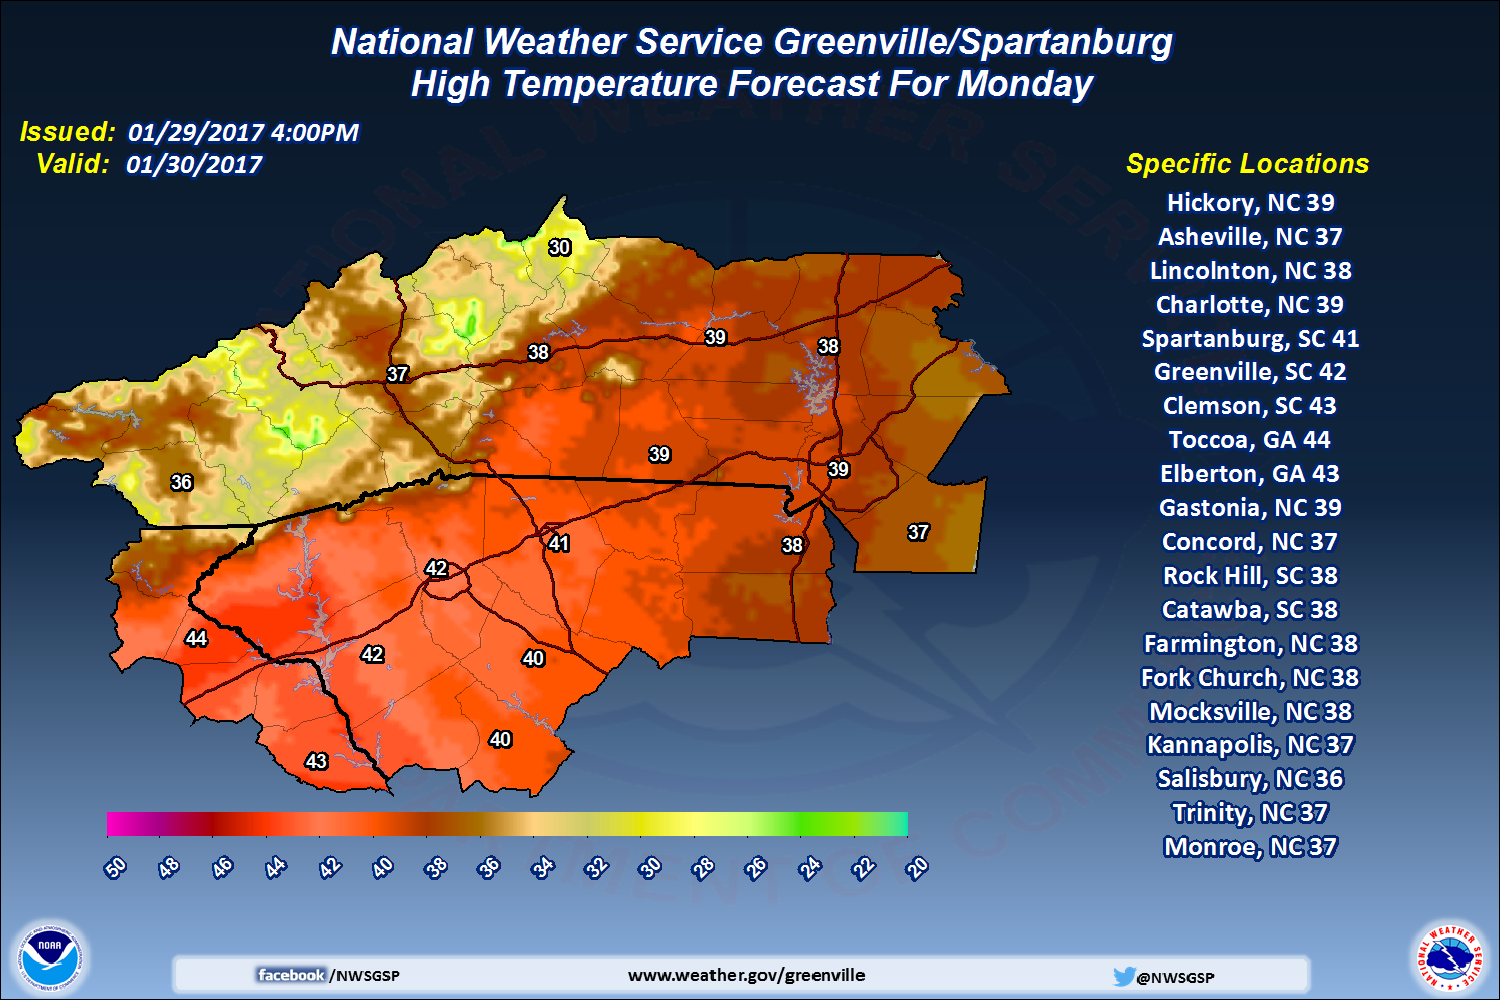 National Weather Service Greenville/Spartanburg
High Temperature Forecast For Monday
Issued: 01/29/2017 4:00PM
Valid: 01/30/2017
Specific Locations
Hickory, NC 39
Asheville, NC 37
Lincolnton, NC 38
Charlotte, NC 39
Spartanburg, SC 41
Greenville, SC 42
Clemson, SC 43
Toccoa, GA 44
Elberton, GA 43
Gastonia, NC 39
Concord, NC 37
Rock Hill, SC 38
Catawba, SC 38
Farmington, NC 38
Fork Church, NC 38
Mocksville, NC 38
Kannapolis, NC 37
Salisbury, NC 36
Trinity, NC 37
Monroe, NC 37
30
39
38
38
37
39
39
36
37
41
38
42
44
42
40
40
43
50 48 46 44 42 40 38 36 34 32 30 28 26 24 22 20
NOAA
facebook /NWSGSP
www.weather.gov/greenville
@NWSGSP
NATIONAL WEATHER SERVICE